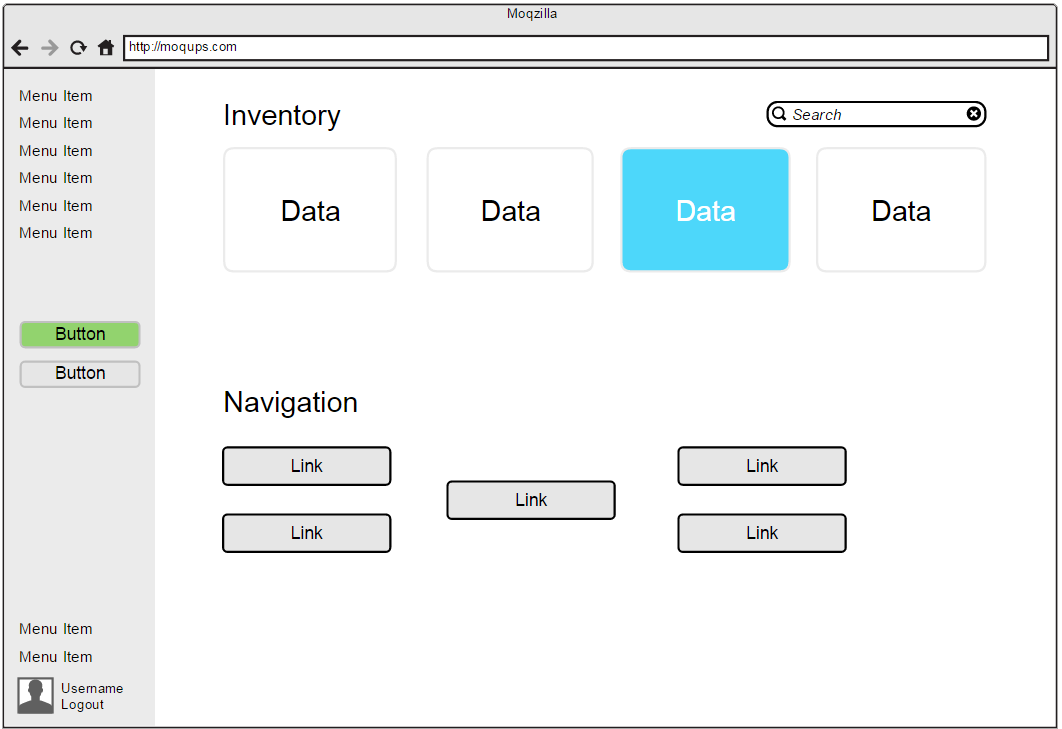 Moqzilla
http://moqups.com
Menu Item
Menu Item
Menu Item
Menu Item
Menu Item
Menu Item
Button
Button
Menu Item
Menu Item
Username
Logout
Inventory
Search
Data Data Data Data
Navigation
Link Link
Link
Link Link